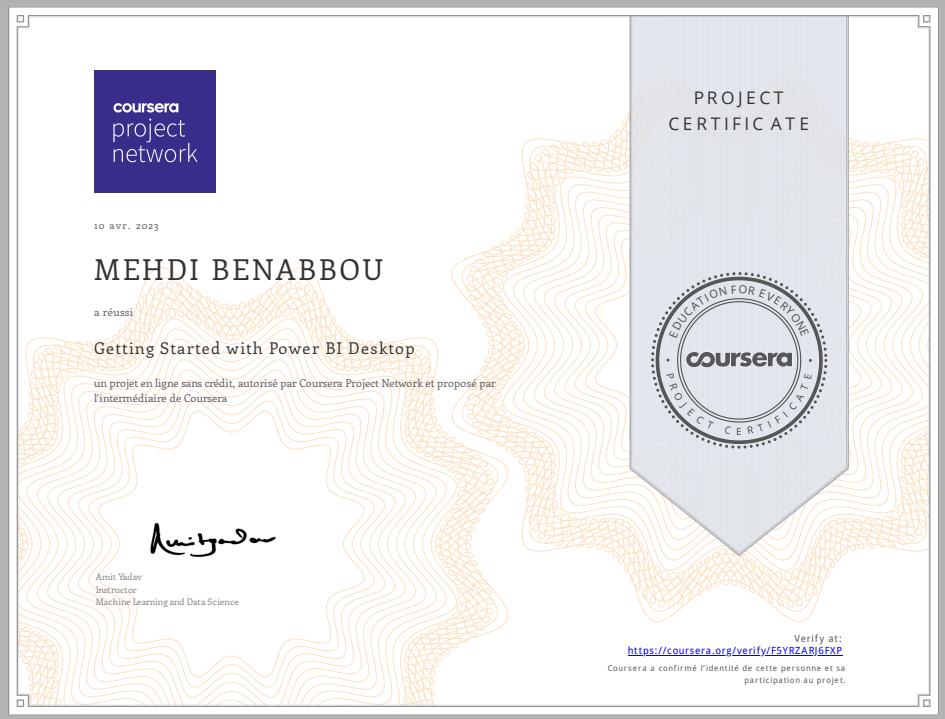 coursera
project
network
10 avr. 2023
MEHDI BENABBOU
a réussi
Getting Started with Power BI Desktop
un projet en ligne sans crédit, autorisé par Coursera Project Network et proposé par
l'intermédiaire de Coursera
Amit Yadav
Amit Yadav
Instructor
Machine Learning and Data Science
PROJECT
CERTIFICATE
EDUCATION FOR EVERYONE
coursera
PROJECT CERTIFICATE
Verify at:
https://coursera.org/verify/F5YRZARJ6FXP
Coursera a confirmé l'identité de cette personne et sa
participation au projet.